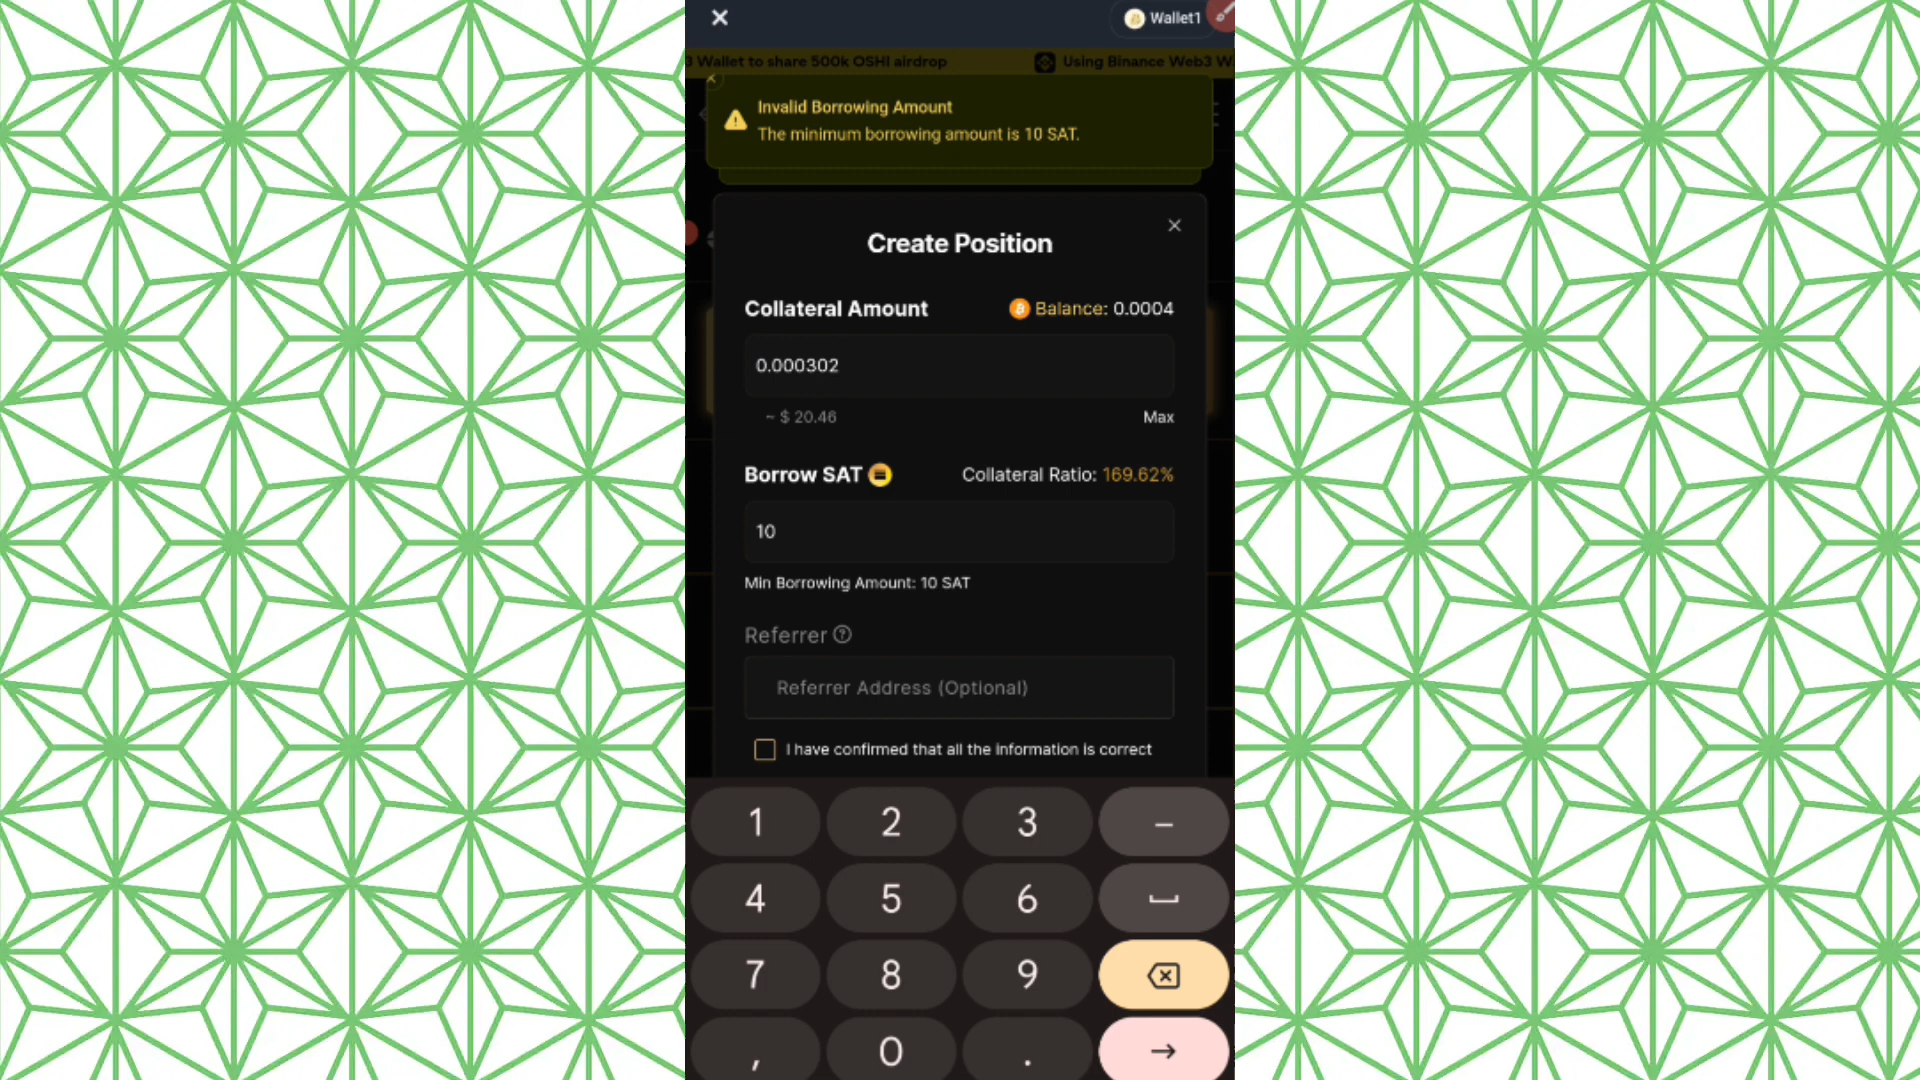 Wallet1
3 Wallet to share 500k OSHI airdrop
Using Binance Web3 W
Invalid Borrowing Amount
The minimum borrowing amount is 10 SAT.
Create Position
Collateral Amount
Balance: 0.0004
0.000302
~ $ 20.46
Max
Borrow SAT
Collateral Ratio: 169.62%
10
Min Borrowing Amount: 10 SAT
Referrer
Referrer Address (Optional)
I have confirmed that all the information is correct
1 2 3 –
4 5 6
7 8 9
, 0 .